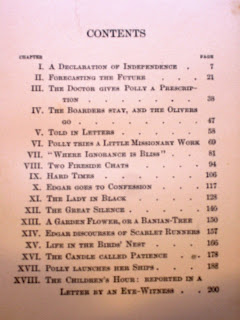 CONTENTS
CHAPTER PAGE
I. A Declaration of Independence . 7
II. Forecasting the Future . . 21
III. The Doctor gives Polly a Prescrip-
tion . . . . . 38
IV. The Boarders stay, and the Olivers
go . . . . . 47
V. Told in Letters . . . 58
VI. Polly tries a Little Missionary Work 69
VII. "Where Ignorance is Bliss" . . 81
VIII. Two Fireside Chats . . . 94
IX. Hard Times . . . . 106
X. Edgar goes to Confession . . 117
XI. The Lady in Black . . . 128
XII. The Great Silence . . . 146
XIII. A Garden Flower, or a Banian-Tree . 150
XIV. Edgar discourses of Scarlet Runners 157
XV. Life in the Birds' Nest . . 166
XVI. The Candle called Patience . . 178
XVII. Polly launches her Ships . . 188
XVIII. The Children's Hour: reported in a
Letter by an Eye-Witness . . 200